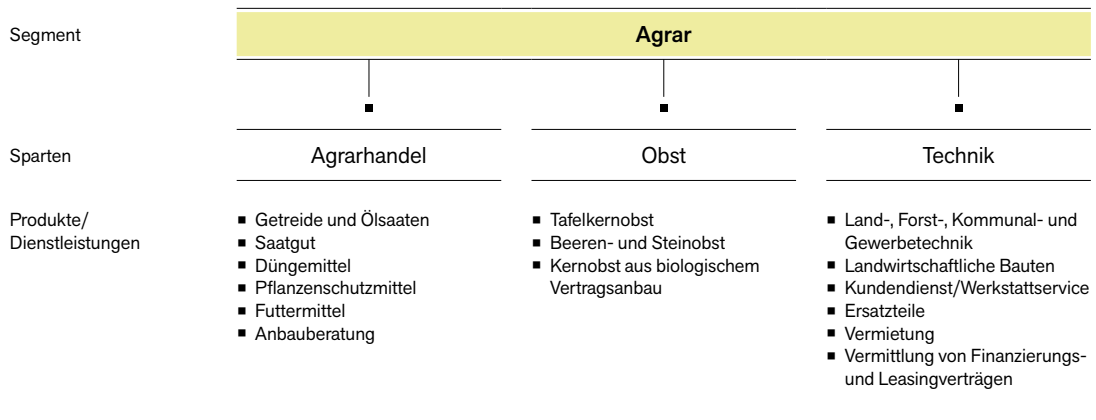 Segment
Agrar
Sparten
Agrarhandel
Obst
Technik
Produkte/
Dienstleistungen
▪ Getreide und Ölsaaten
▪ Saatgut
▪ Düngemittel
▪ Pflanzenschutzmittel
▪ Futtermittel
▪ Anbauberatung
▪ Tafelkernobst
▪ Beeren- und Steinobst
▪ Kernobst aus biologischem
Vertragsanbau
▪ Land-, Forst-, Kommunal- und
Gewerbetechnik
▪ Landwirtschaftliche Bauten
▪ Kundendienst/Werkstattservice
▪ Ersatzteile
▪ Vermietung
▪ Vermittlung von Finanzierungs-
und Leasingverträgen